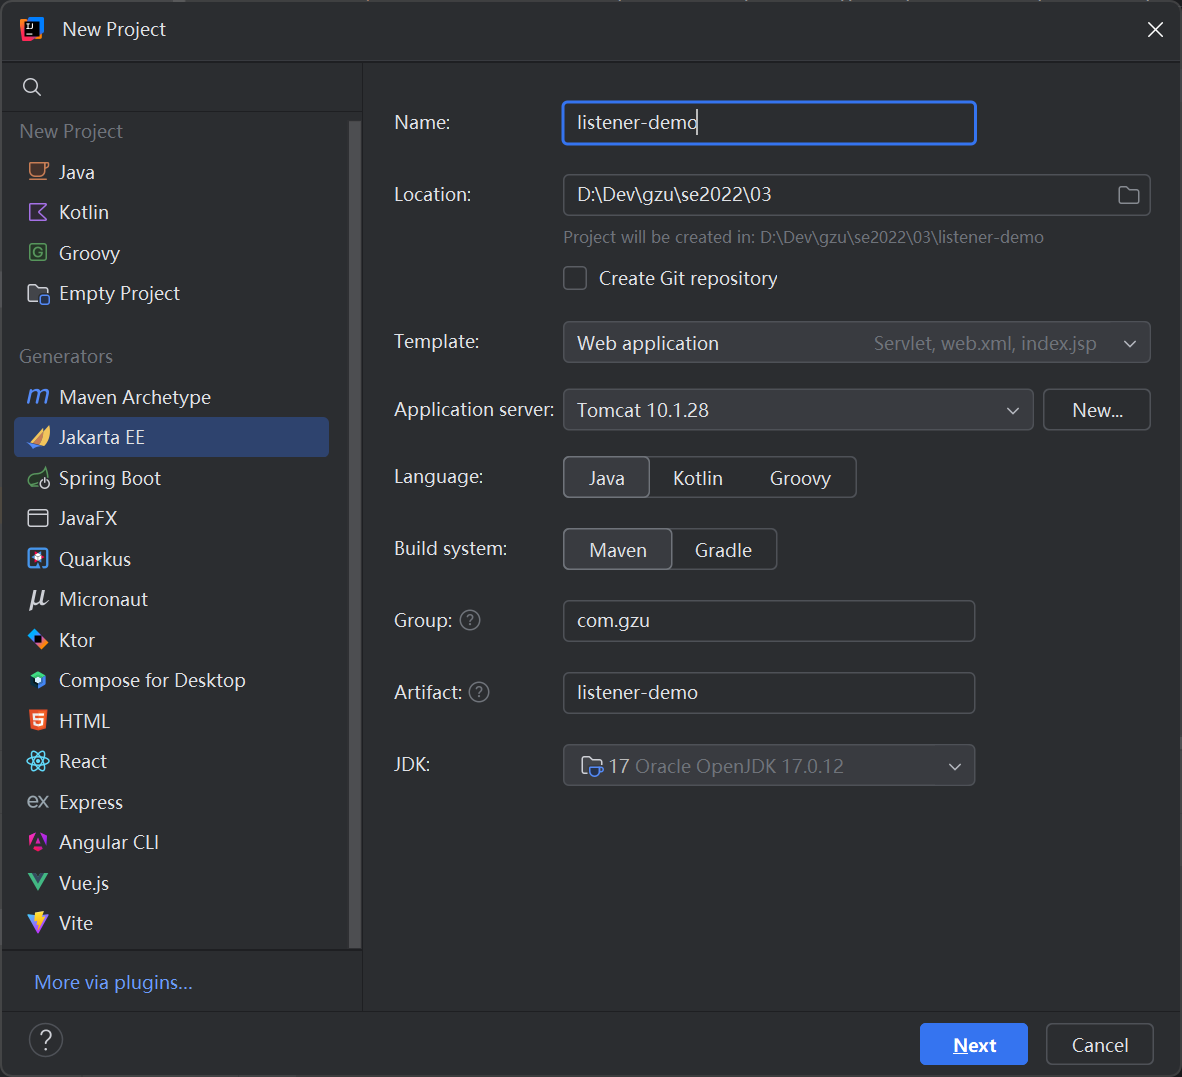 New Project
New Project
Java
Kotlin
Groovy
Empty Project
Generators
Maven Archetype
Jakarta EE
Spring Boot
JavaFX
Quarkus
Micronaut
Ktor
Compose for Desktop
HTML
React
Express
Angular CLI
Vue.js
Vite
More via plugins...
Name: listener-demo
Location: D:\Dev\gzu\se2022\03
Project will be created in: D:\Dev\gzu\se2022\03\listener-demo
Create Git repository
Template: Web application Servlet, web.xml, index.jsp
Application server: Tomcat 10.1.28 New...
Language: Java Kotlin Groovy
Build system: Maven Gradle
Group: ? com.gzu
Artifact: ? listener-demo
JDK: 17 Oracle OpenJDK 17.0.12
? Next Cancel